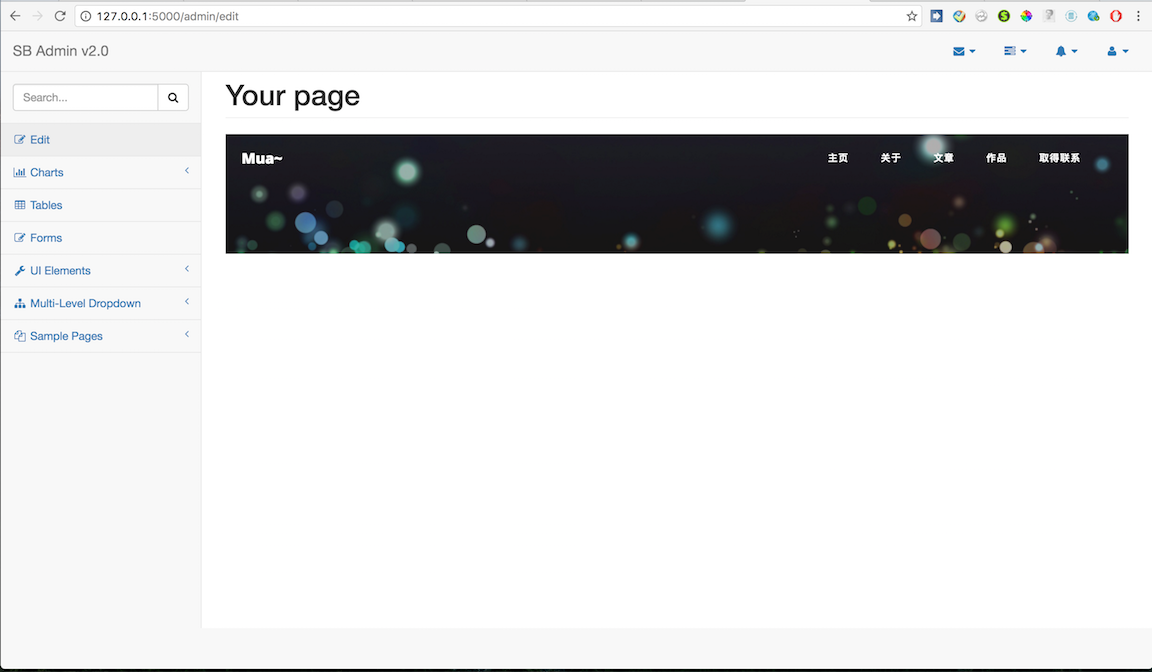 127.0.0.1:5000/admin/edit
SB Admin v2.0
Search...
Edit
Charts
Tables
Forms
UI Elements
Multi-Level Dropdown
Sample Pages
Your page
Mua~ 主页 关于 文章 作品 取得联系